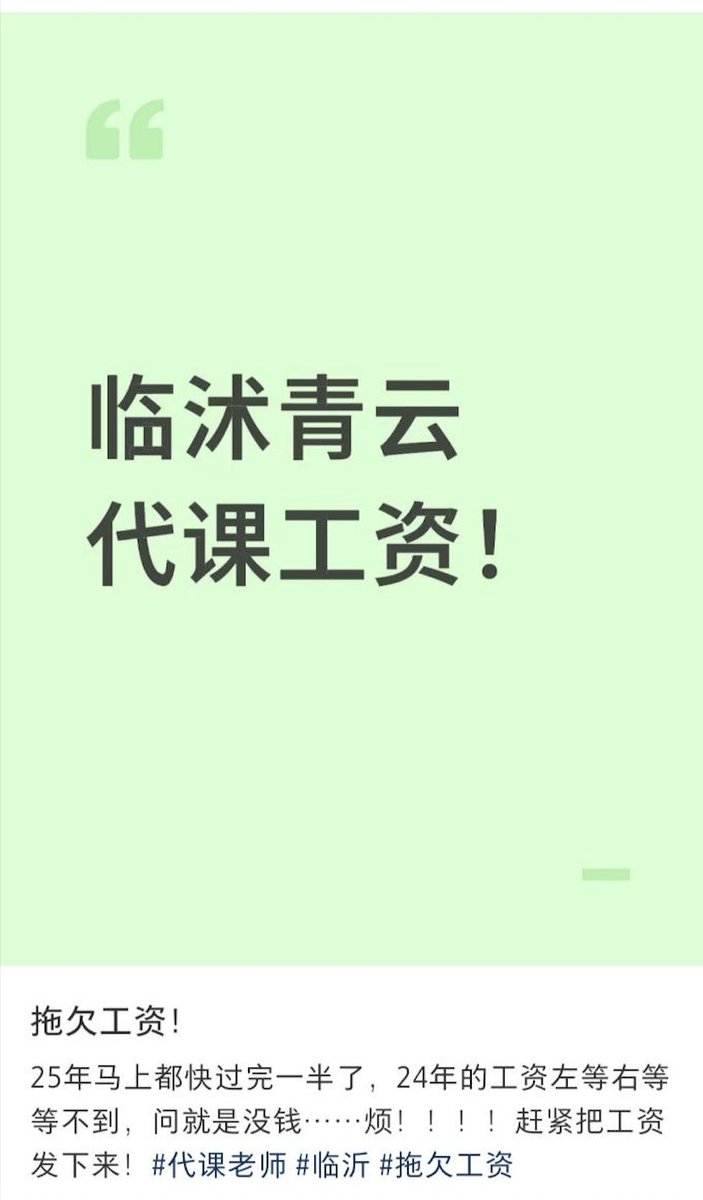 临沭青云
代课工资！
拖欠工资！
25年马上都快过完一半了，24年的工资左等右等
等不到，问就是没钱……烦！！！！赶紧把工资
发下来！#代课老师 #临沂 #拖欠工资